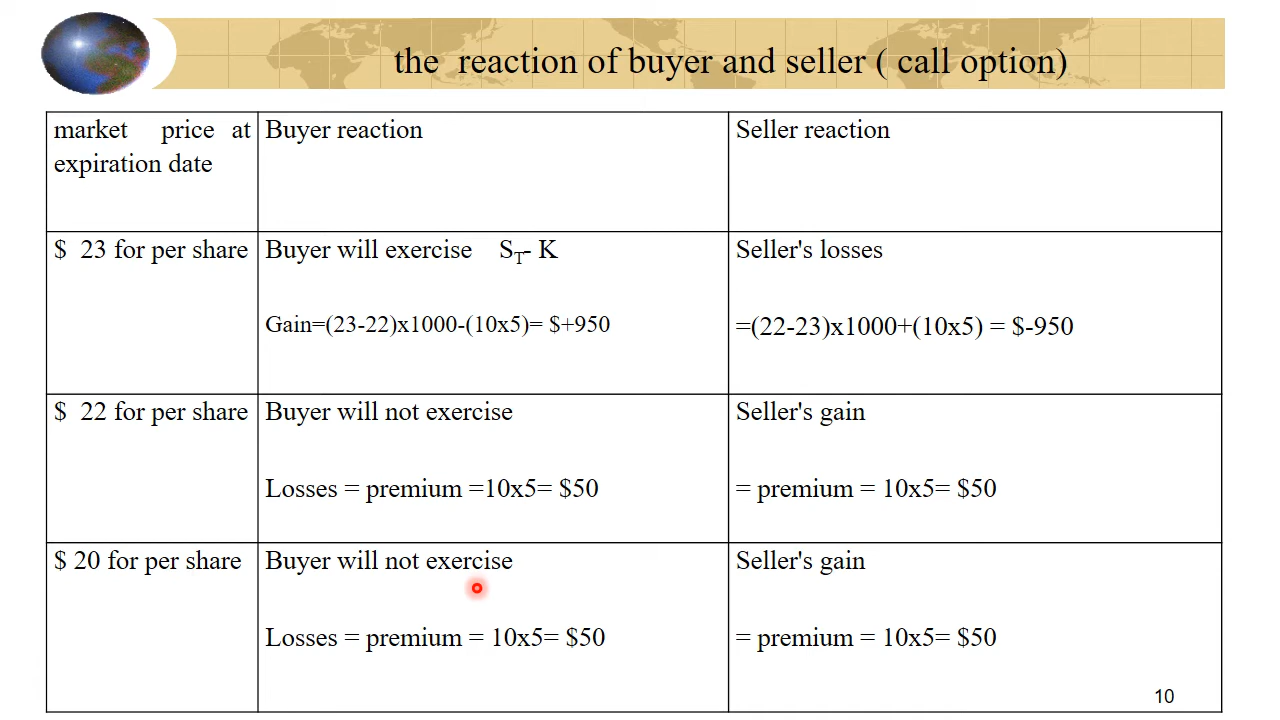 the reaction of buyer and seller ( call option)
market price at
expiration date
Buyer reaction
Seller reaction
$ 23 for per share
Buyer will exercise S_T- K
Gain=(23-22)x1000-(10x5)= $+950
Seller's losses
=(22-23)x1000+(10x5) = $-950
$ 22 for per share
Buyer will not exercise
Losses = premium =10x5= $50
Seller's gain
= premium = 10x5= $50
$ 20 for per share
Buyer will not exercise
Losses = premium = 10x5= $50
Seller's gain
= premium = 10x5= $50
10